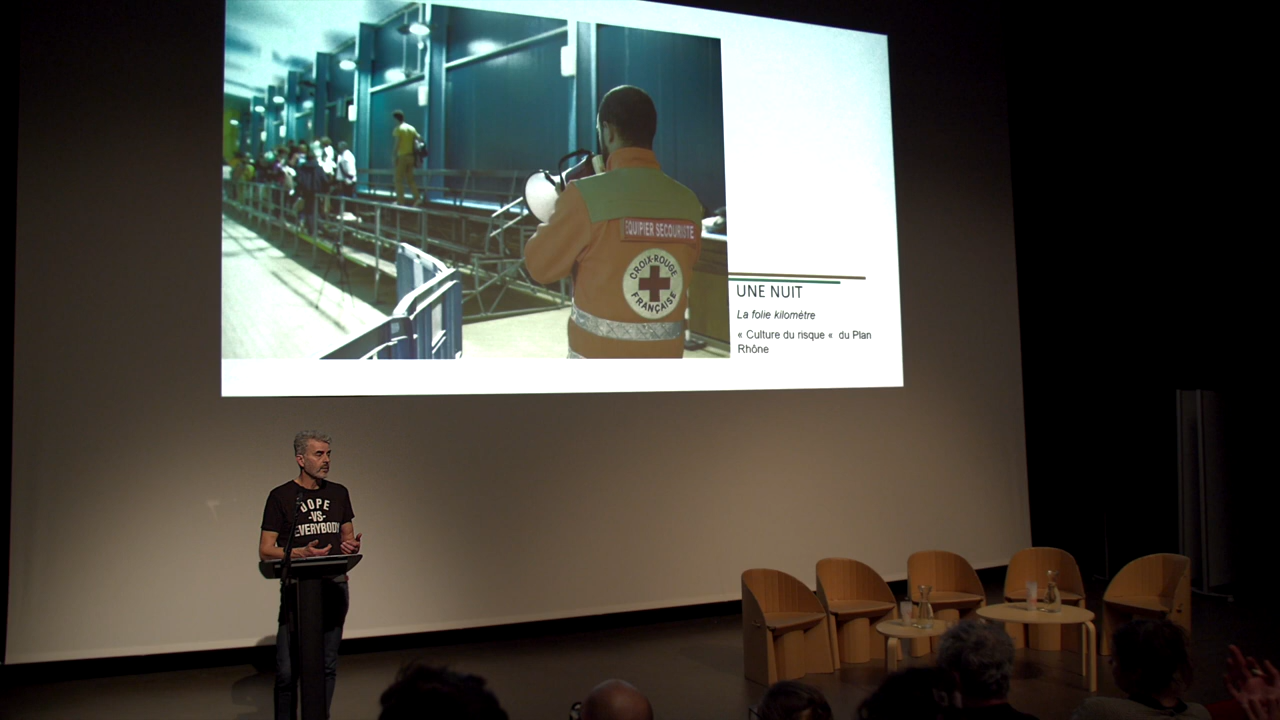 ÉQUIPIER SECOURISTE
CROIX-ROUGE
FRANÇAISE
UNE NUIT
La folie kilomètre
« Culture du risque «  du Plan
Rhône
DOPE
-VS-
EVERYBODY